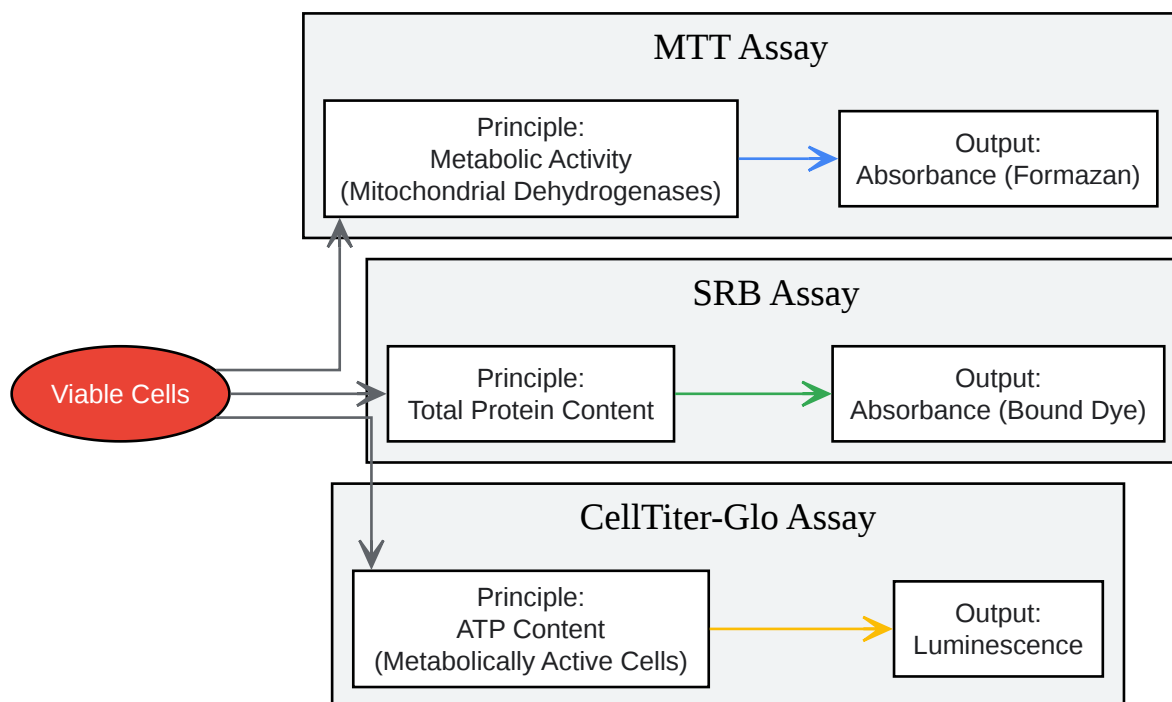 MTT Assay
Principle:
Metabolic Activity
(Mitochondrial Dehydrogenases)
Output:
Absorbance (Formazan)
SRB Assay
Viable Cells
Principle:
Total Protein Content
Output:
Absorbance (Bound Dye)
CellTiter-Glo Assay
Principle:
ATP Content
(Metabolically Active Cells)
Output:
Luminescence